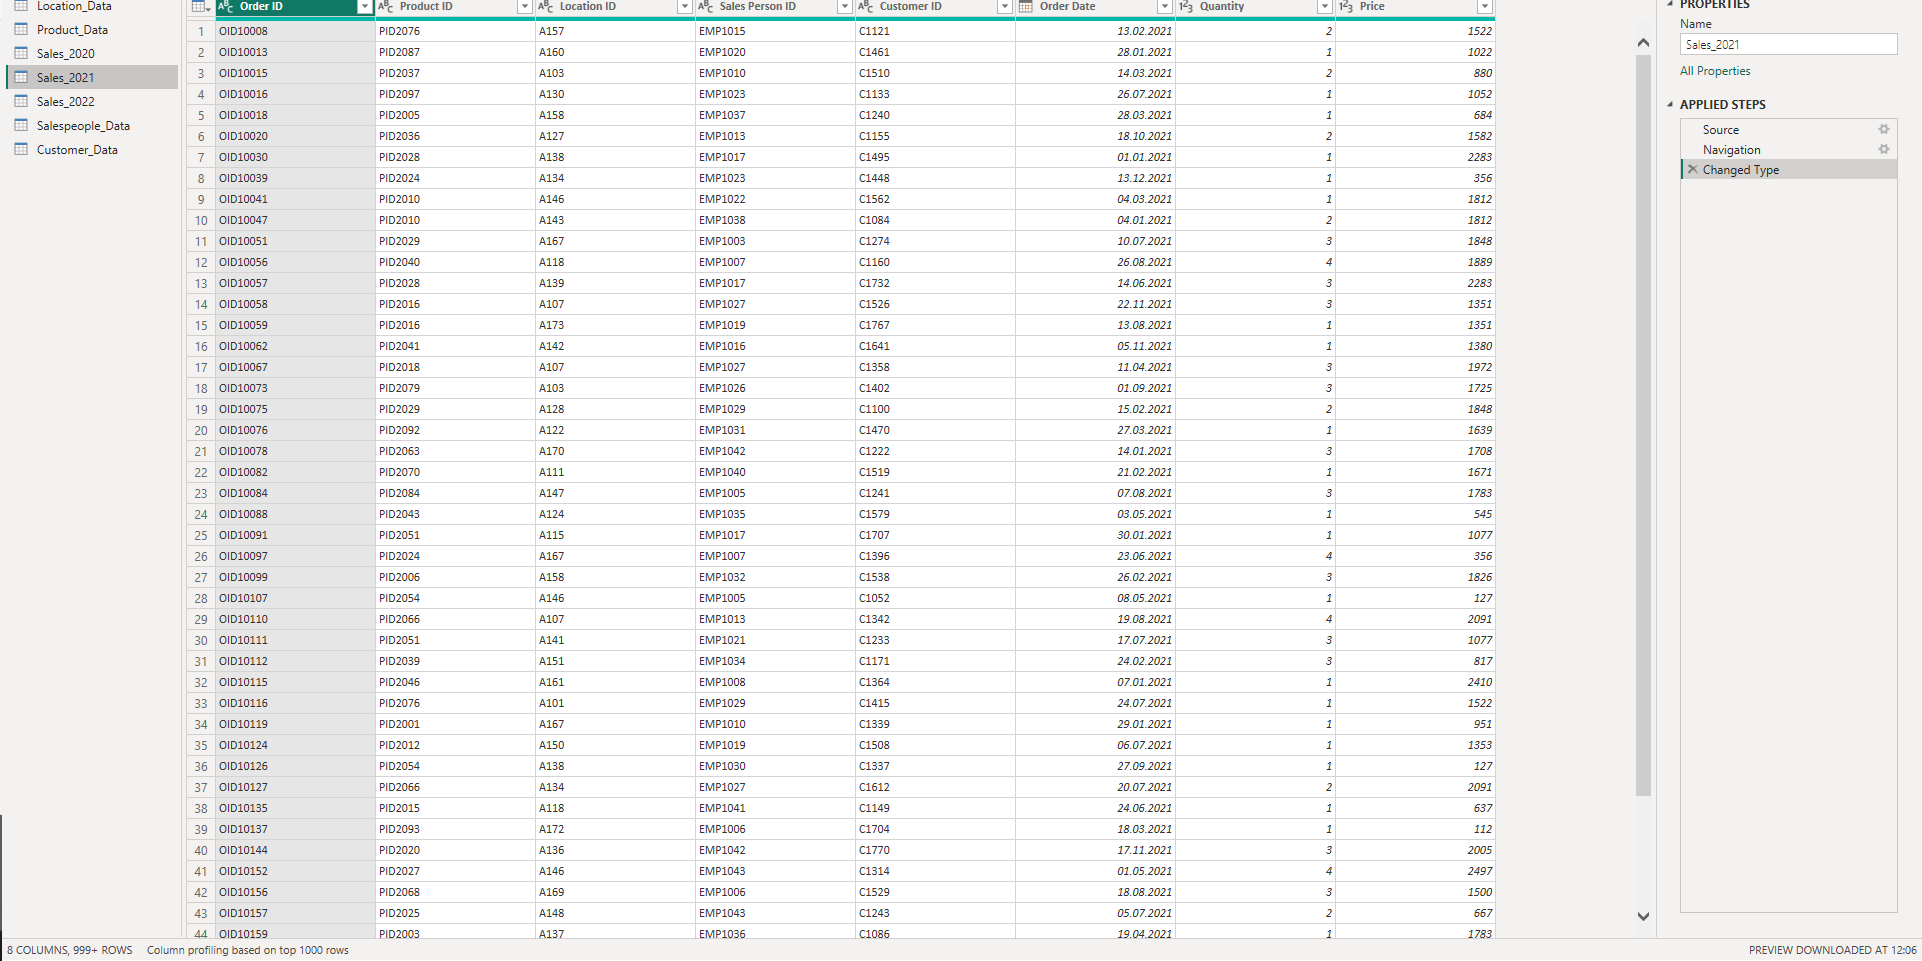 Location_Data
Product_Data
Sales_2020
Sales_2021
Sales_2022
Salespeople_Data
Customer_Data
ABC Order ID ABC Product ID ABC Location ID ABC Sales Person ID ABC Customer ID Order Date 123 Quantity 123 Price
1 OID10008 PID2076 A157 EMP1015 C1121 13.02.2021 2 1522
2 OID10013 PID2087 A160 EMP1020 C1461 28.01.2021 1 1022
3 OID10015 PID2037 A103 EMP1010 C1510 14.03.2021 2 880
4 OID10016 PID2097 A130 EMP1023 C1133 26.07.2021 1 1052
5 OID10018 PID2005 A158 EMP1037 C1240 28.03.2021 1 684
6 OID10020 PID2036 A127 EMP1013 C1155 18.10.2021 2 1582
7 OID10030 PID2028 A138 EMP1017 C1495 01.01.2021 1 2283
8 OID10039 PID2024 A134 EMP1023 C1448 13.12.2021 1 356
9 OID10041 PID2010 A146 EMP1022 C1562 04.03.2021 1 1812
10 OID10047 PID2010 A143 EMP1038 C1084 04.01.2021 2 1812
11 OID10051 PID2029 A167 EMP1003 C1274 10.07.2021 3 1848
12 OID10056 PID2040 A118 EMP1007 C1160 26.08.2021 4 1889
13 OID10057 PID2028 A139 EMP1017 C1732 14.06.2021 3 2283
14 OID10058 PID2016 A107 EMP1027 C1526 22.11.2021 3 1351
15 OID10059 PID2016 A173 EMP1019 C1767 13.08.2021 1 1351
16 OID10062 PID2041 A142 EMP1016 C1641 05.11.2021 1 1380
17 OID10067 PID2018 A107 EMP1027 C1358 11.04.2021 3 1972
18 OID10073 PID2079 A103 EMP1026 C1402 01.09.2021 3 1725
19 OID10075 PID2029 A128 EMP1029 C1100 15.02.2021 2 1848
20 OID10076 PID2092 A122 EMP1031 C1470 27.03.2021 1 1639
21 OID10078 PID2063 A170 EMP1042 C1222 14.01.2021 3 1708
22 OID10082 PID2070 A111 EMP1040 C1519 21.02.2021 1 1671
23 OID10084 PID2084 A147 EMP1005 C1241 07.08.2021 3 1783
24 OID10088 PID2043 A124 EMP1035 C1579 03.05.2021 1 545
25 OID10091 PID2051 A115 EMP1017 C1707 30.01.2021 1 1077
26 OID10097 PID2024 A167 EMP1007 C1396 23.06.2021 4 356
27 OID10099 PID2006 A158 EMP1032 C1538 26.02.2021 3 1826
28 OID10107 PID2054 A146 EMP1005 C1052 08.05.2021 1 127
29 OID10110 PID2066 A107 EMP1013 C1342 19.08.2021 4 2091
30 OID10111 PID2051 A141 EMP1021 C1233 17.07.2021 3 1077
31 OID10112 PID2039 A151 EMP1034 C1171 24.02.2021 3 817
32 OID10115 PID2046 A161 EMP1008 C1364 07.01.2021 1 2410
33 OID10116 PID2076 A101 EMP1029 C1415 24.07.2021 1 1522
34 OID10119 PID2001 A167 EMP1010 C1339 29.01.2021 1 951
35 OID10124 PID2012 A150 EMP1019 C1508 06.07.2021 1 1353
36 OID10126 PID2054 A138 EMP1030 C1337 27.09.2021 1 127
37 OID10127 PID2066 A134 EMP1027 C1612 20.07.2021 2 2091
38 OID10135 PID2015 A118 EMP1041 C1149 24.06.2021 1 637
39 OID10137 PID2093 A172 EMP1006 C1704 18.03.2021 1 112
40 OID10144 PID2020 A136 EMP1042 C1770 17.11.2021 3 2005
41 OID10152 PID2027 A146 EMP1043 C1314 01.05.2021 4 2497
42 OID10156 PID2068 A169 EMP1006 C1529 18.08.2021 3 1500
43 OID10157 PID2025 A148 EMP1043 C1243 05.07.2021 2 667
44 OID10159 PID2003 A137 EMP1036 C1086 19.04.2021 1 1783
PROPERTIES
Name
Sales_2021
All Properties
APPLIED STEPS
Source
Navigation
Changed Type
8 COLUMNS, 999+ ROWS Column profiling based on top 1000 rows
PREVIEW DOWNLOADED AT 12:06